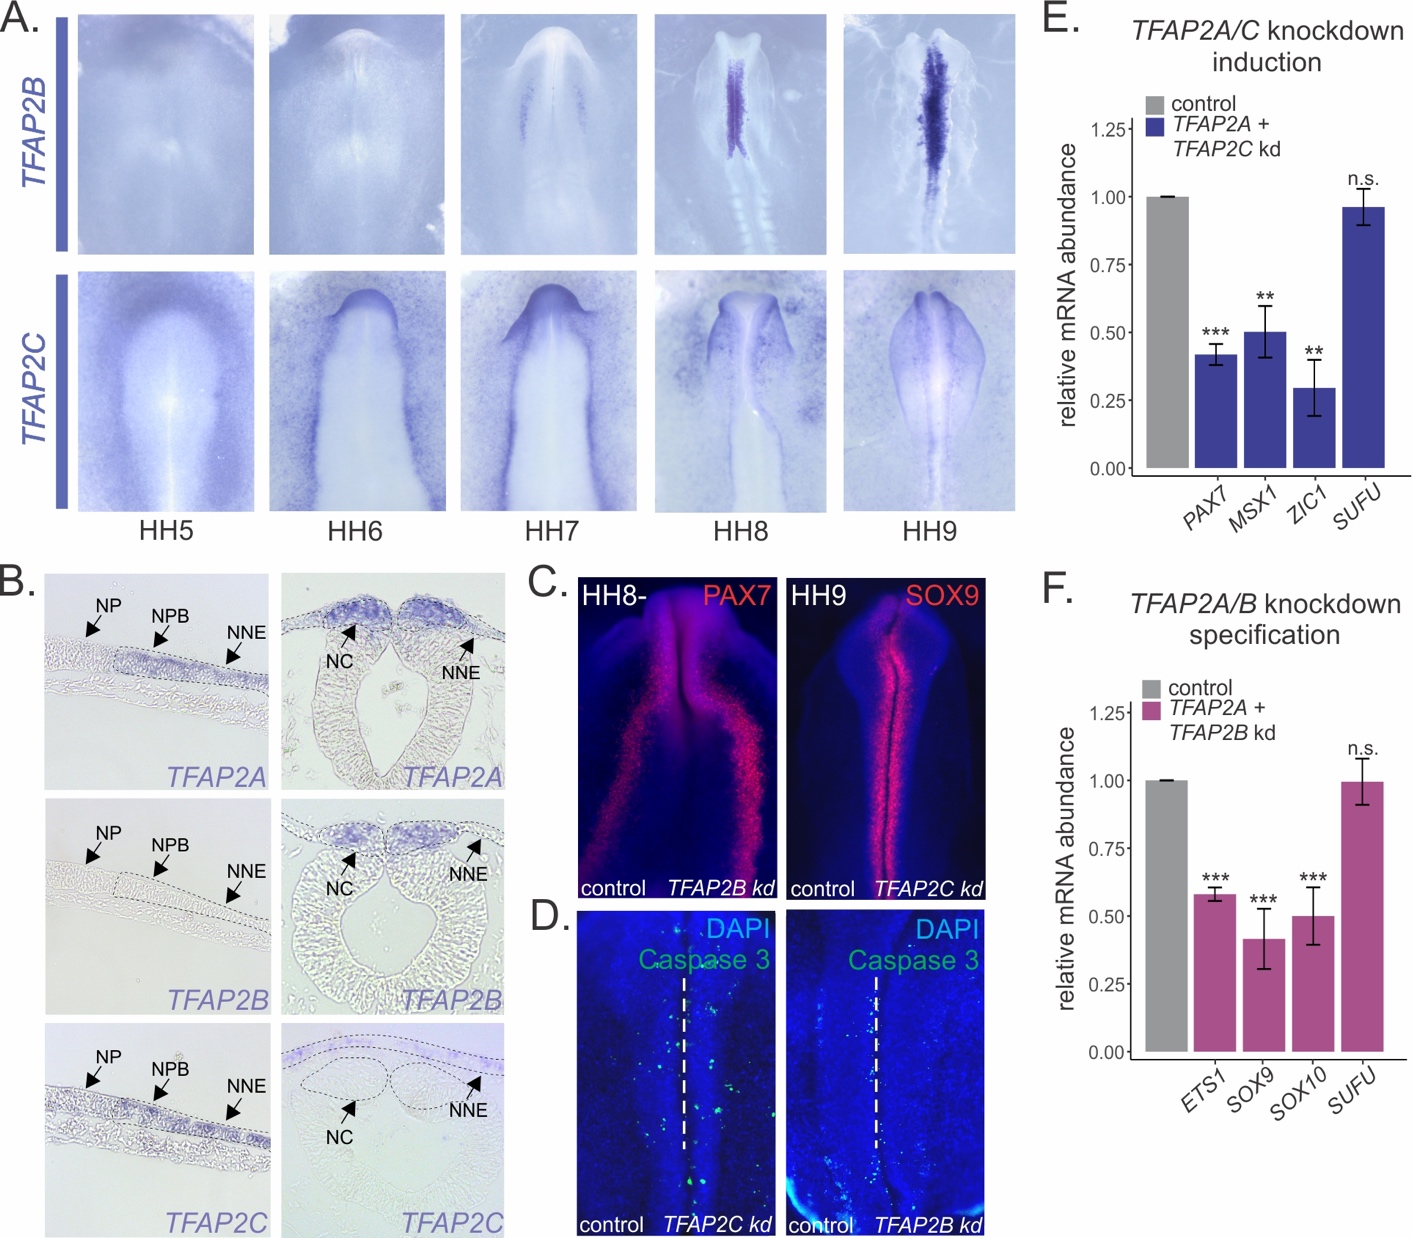 A.
TFAP2B
TFAP2C
HH5
HH6
HH7
HH8
HH9
B.
NP
NPB
NNE
TFAP2A
NC
NNE
TFAP2A
NP
NPB
NNE
TFAP2B
NC
NNE
TFAP2B
NP
NPB
NNE
TFAP2C
NC
NNE
TFAP2C
C.
HH8- PAX7
control TFAP2B kd
HH9 SOX9
control TFAP2C kd
D.
DAPI
Caspase 3
control TFAP2C kd
DAPI
Caspase 3
control TFAP2B kd
E.
TFAP2A/C knockdown
induction
control
TFAP2A +
TFAP2C kd
relative mRNA abundance
1.25
1.00
0.75
0.50
0.25
0.00
***
**
**
n.s.
PAX7
MSX1
ZIC1
SUFU
F.
TFAP2A/B knockdown
specification
control
TFAP2A +
TFAP2B kd
relative mRNA abundance
1.25
1.00
0.75
0.50
0.25
0.00
***
***
***
n.s.
ETS1
SOX9
SOX10
SUFU